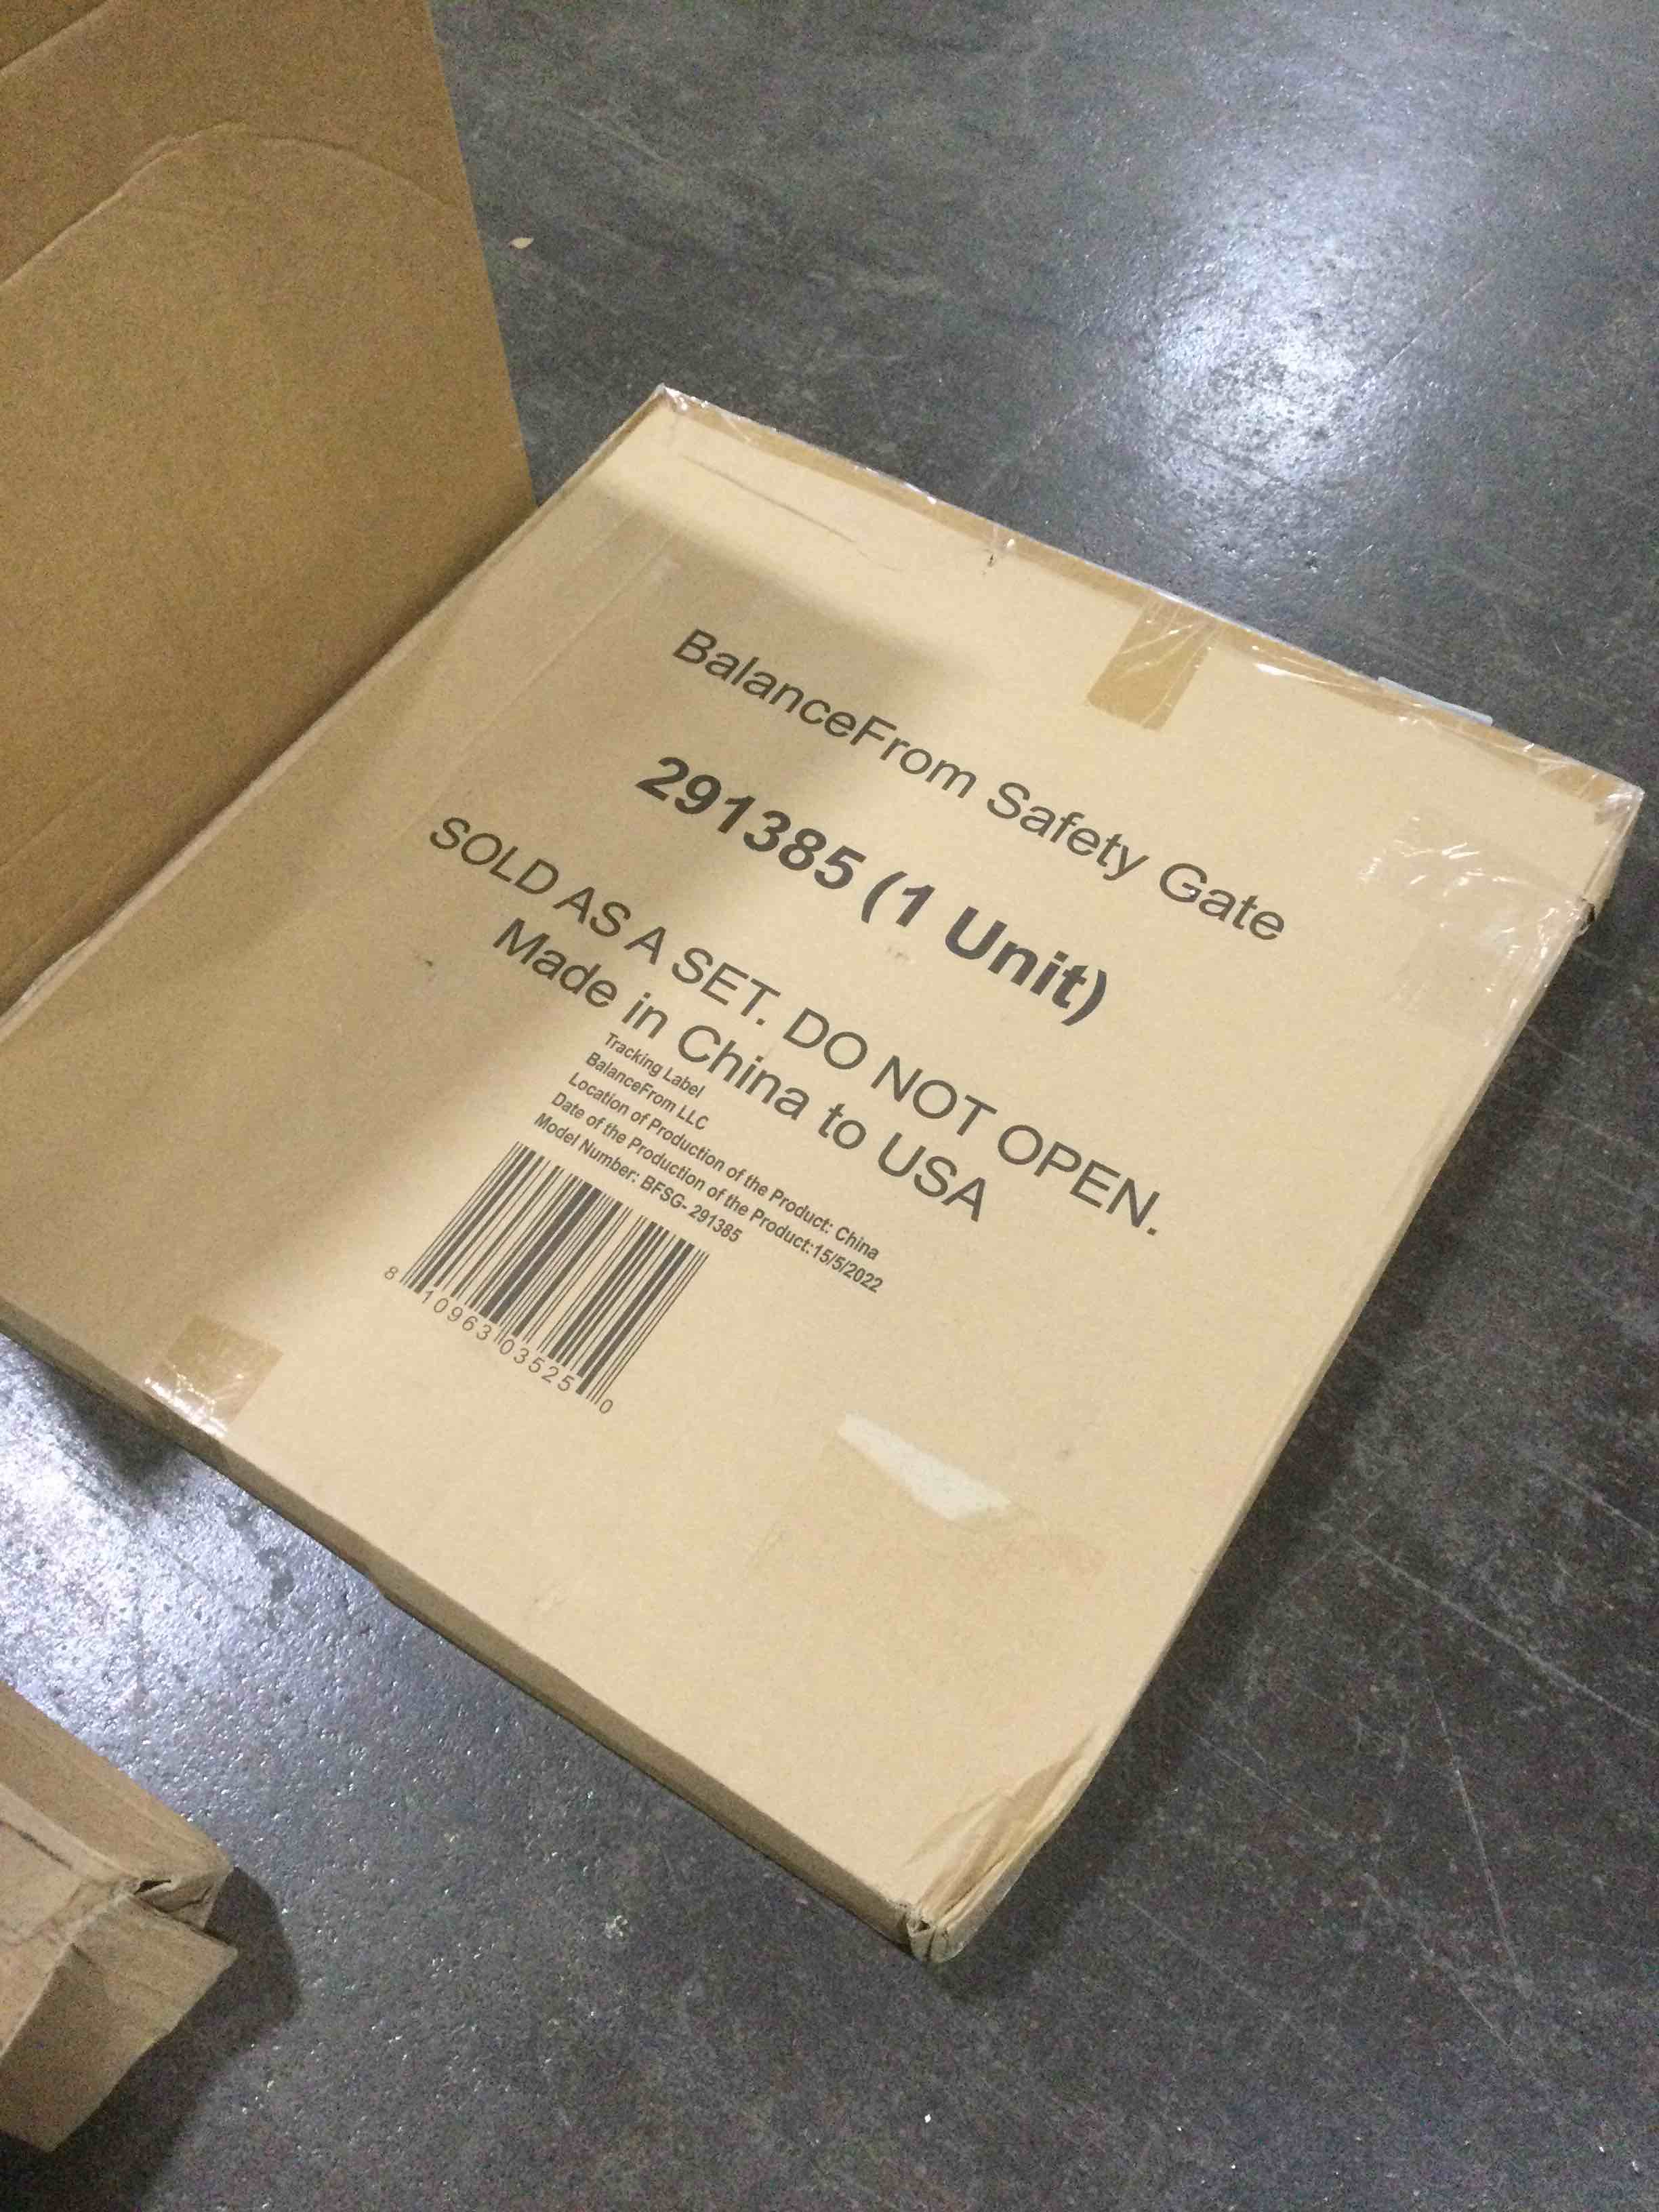 BalanceFrom Safety Gate
291385 (1 Unit)
SOLD AS A SET. DO NOT OPEN.
Made in China to USA
Tracking Label
BalanceFrom LLC
Location of Production of the Product: China
Date of the Production of the Product:15/5/2022
Model Number: BFSG- 291385
8 10963 03525 0